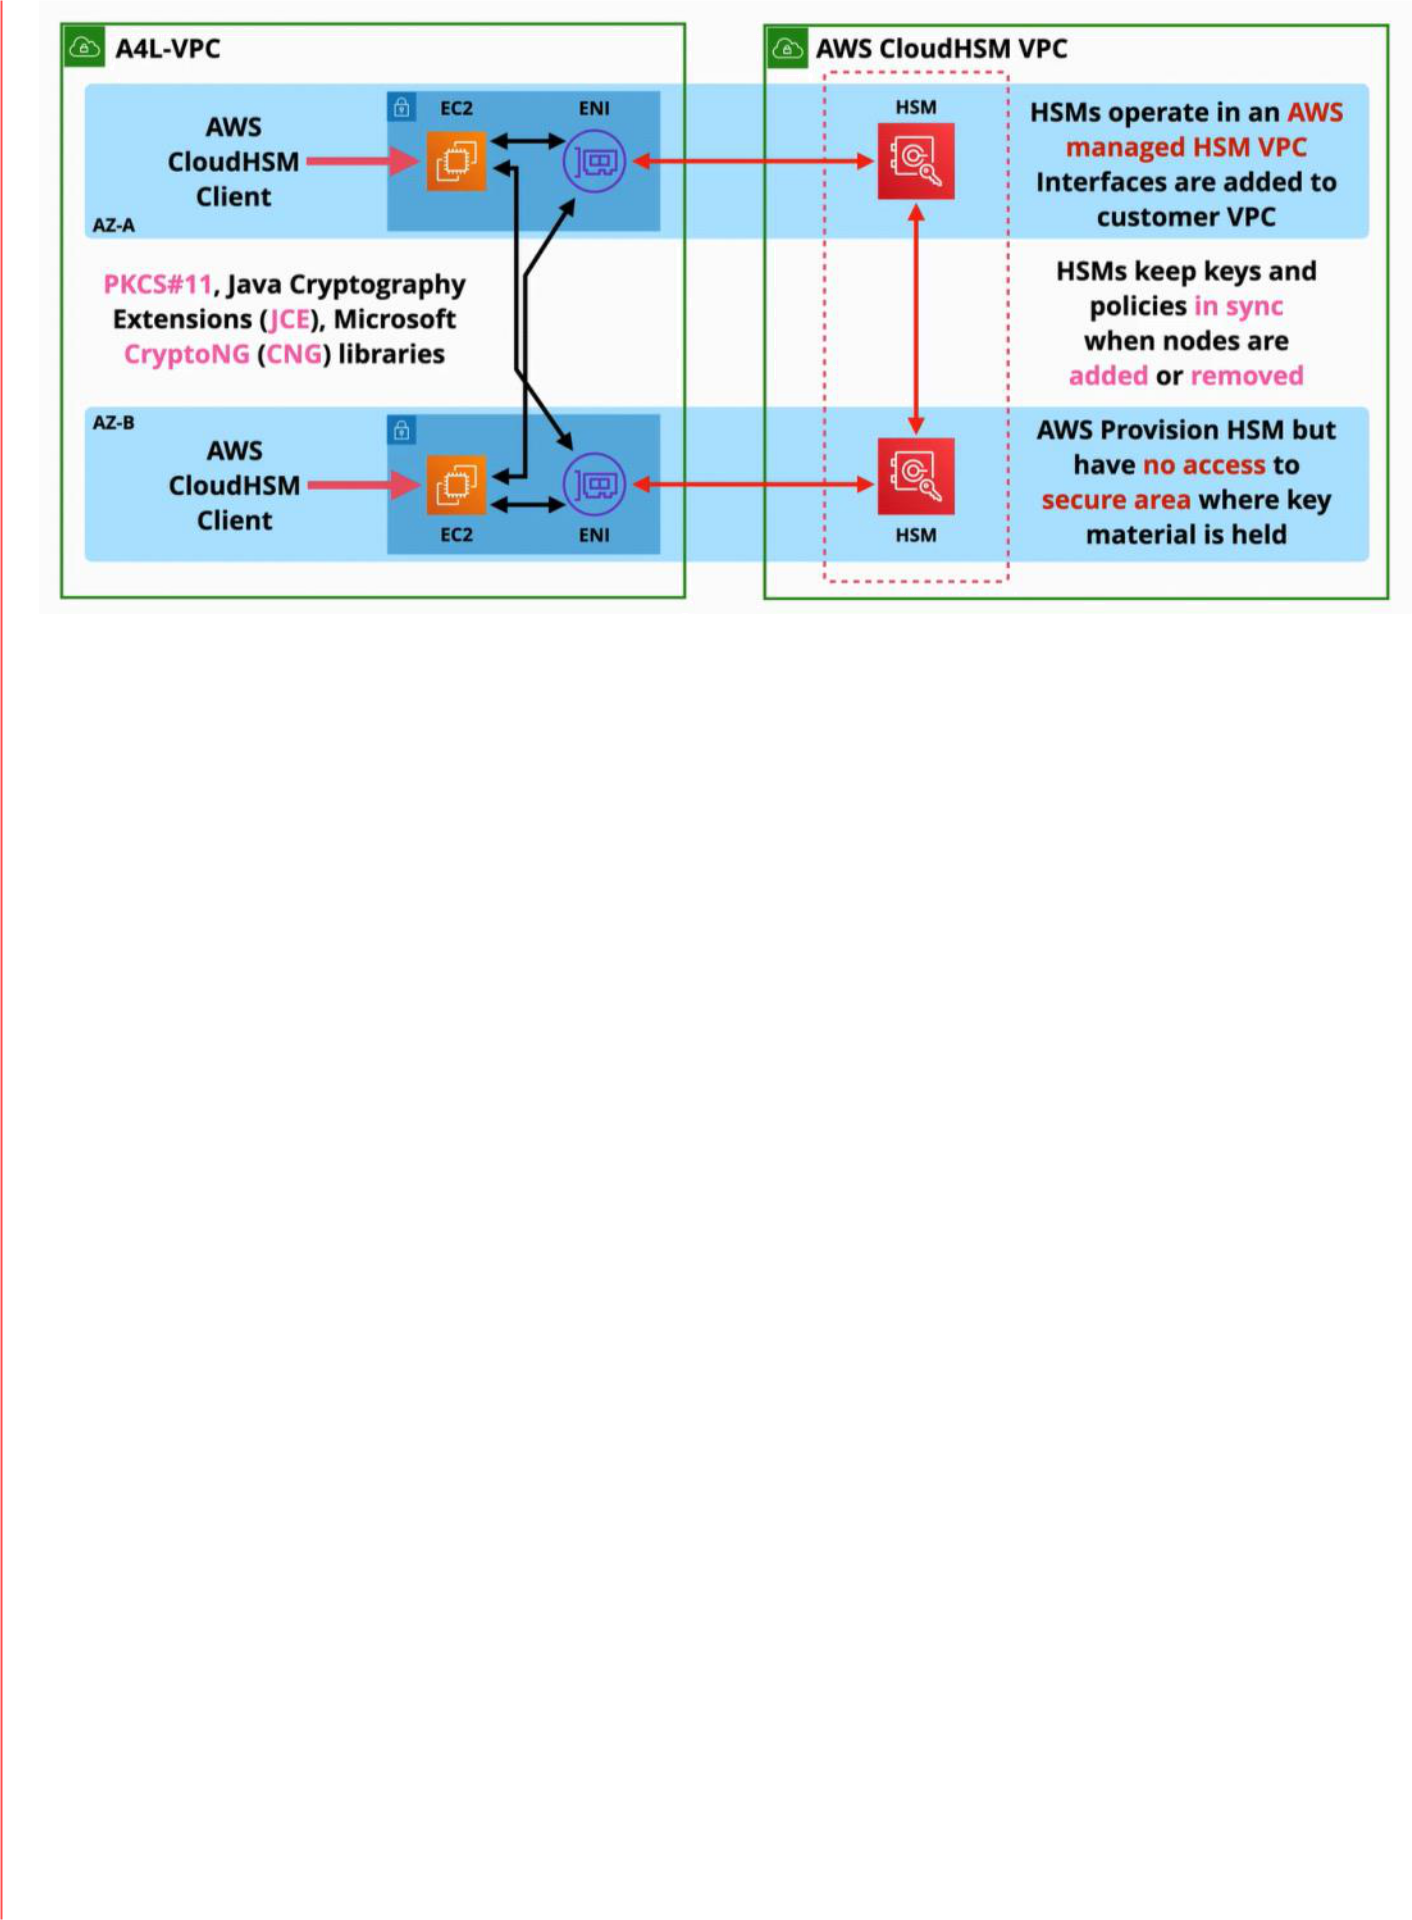 A4L-VPC
AWS CloudHSM VPC
AWS
CloudHSM
Client
AZ-A
EC2
ENI
HSM
HSMs operate in an AWS
managed HSM VPC
Interfaces are added to
customer VPC
PKCS#11, Java Cryptography
Extensions (JCE), Microsoft
CryptoNG (CNG) libraries
HSMs keep keys and
policies in sync
when nodes are
added or removed
AZ-B
AWS
CloudHSM
Client
EC2
ENI
HSM
AWS Provision HSM but
have no access to
secure area where key
material is held